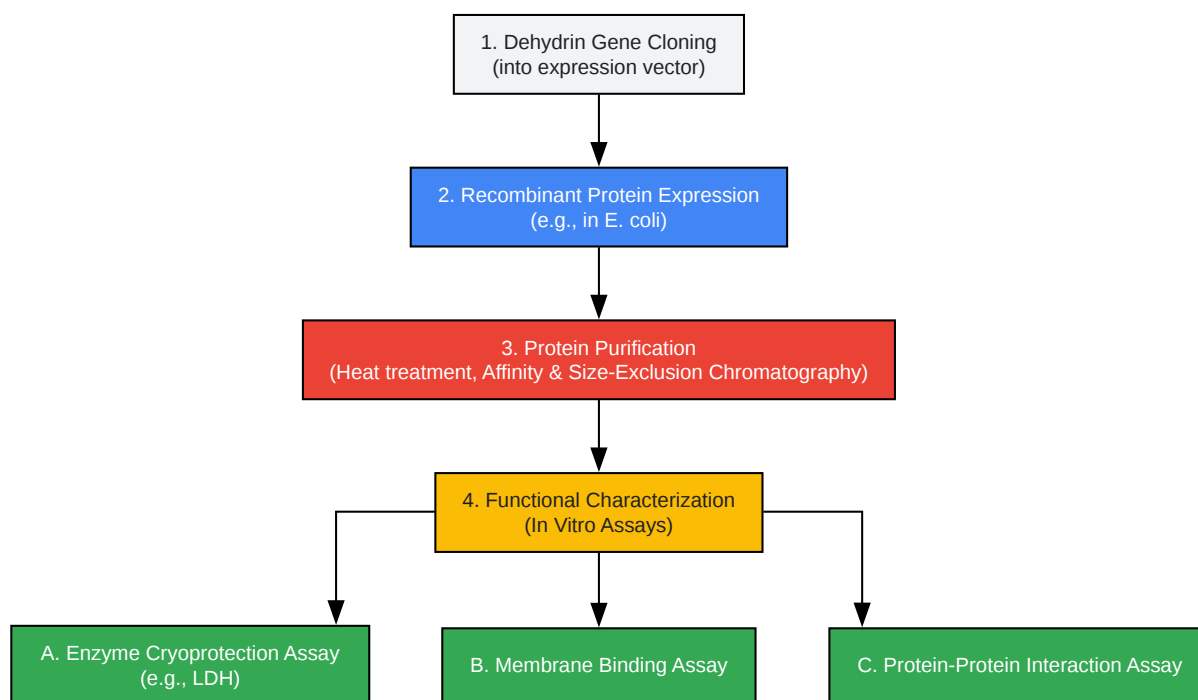 1. Dehydrin Gene Cloning
(into expression vector)
2. Recombinant Protein Expression
(e.g., in E. coli)
3. Protein Purification
(Heat treatment, Affinity & Size-Exclusion Chromatography)
4. Functional Characterization
(In Vitro Assays)
A. Enzyme Cryoprotection Assay
(e.g., LDH)
B. Membrane Binding Assay
C. Protein-Protein Interaction Assay